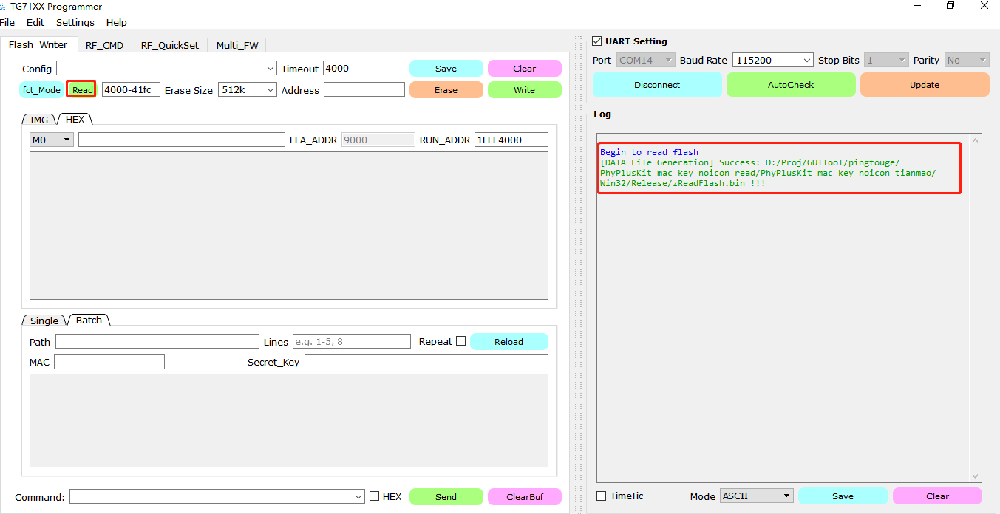 TG71XX Programmer
File Edit Settings Help
Flash_Writer RF_CMD RF_QuickSet Multi_FW
Config Timeout 4000 Save Clear
fct_Mode Read 4000-41fc Erase Size 512k Address Erase Write
IMG HEX
M0 FLA_ADDR 9000 RUN_ADDR 1FFF4000
Single Batch
Path Lines e.g. 1-5, 8 Repeat Reload
MAC Secret_Key
Command: HEX Send ClearBuf
UART Setting
Port COM14 Baud Rate 115200 Stop Bits 1 Parity No
Disconnect AutoCheck Update
Log
Begin to read flash
[DATA File Generation] Success: D:/Proj/GUITool/pingtouge/
PhyPlusKit_mac_key_noicon_read/PhyPlusKit_mac_key_noicon_tianmao/
Win32/Release/zReadFlash.bin !!!
TimeTic Mode ASCII Save Clear